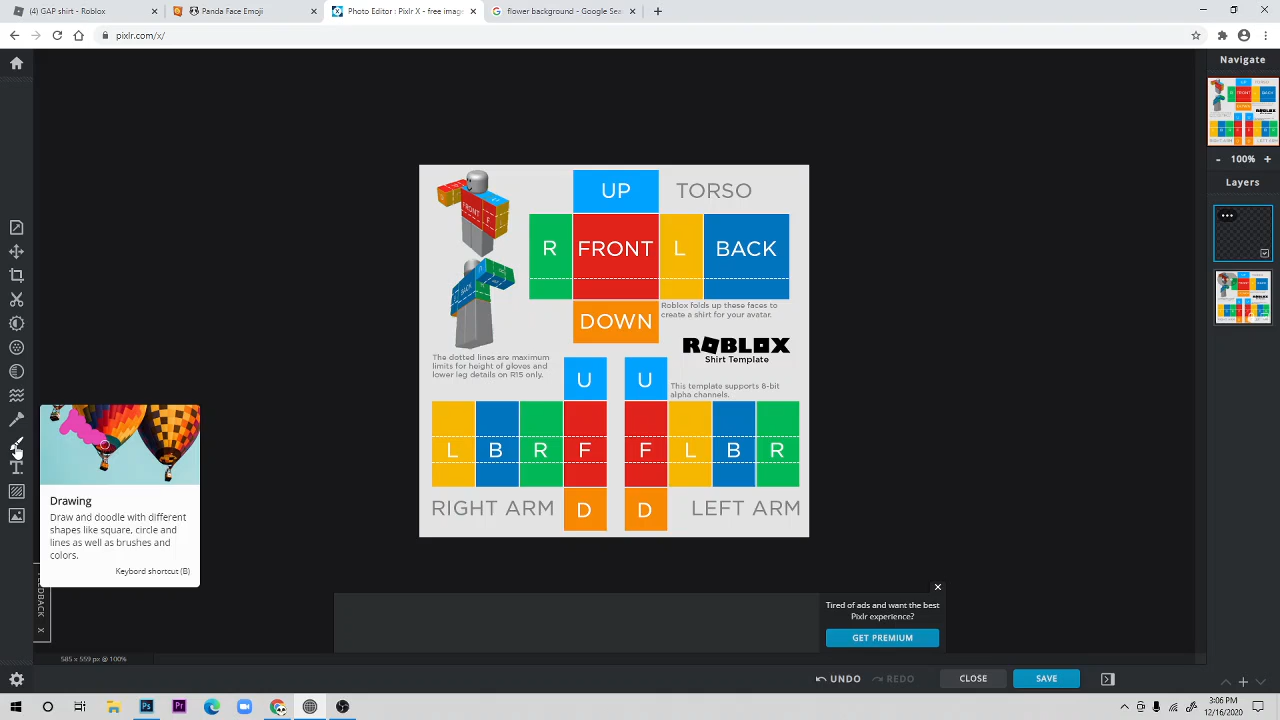 (4) GAP shirt - Roblox
Panda Face Emoji
Photo Editor : Pixlr X - free imag
flower background - Google Sea
pixlr.com/x/
Navigate
100%
Layers
UP
TORSO
R
FRONT
L
BACK
DOWN
Roblox folds up these faces to
create a shirt for your avatar.
ROBLOX
Shirt Template
The dotted lines are maximum
limits for height of gloves and
lower leg details on R15 only.
This template supports 8-bit
alpha channels.
U
U
L
B
R
F
F
L
B
R
RIGHT ARM
D
D
LEFT ARM
Drawing
Draw and doodle with different
shapes like square, circle and
lines as well as brushes and
colors.
Keybord shortcut (B)
FEEDBACK X
Tired of ads and want the best
Pixlr experience?
GET PREMIUM
585 x 559 px @ 100%
UNDO
REDO
CLOSE
SAVE
3:06 PM
12/16/2020